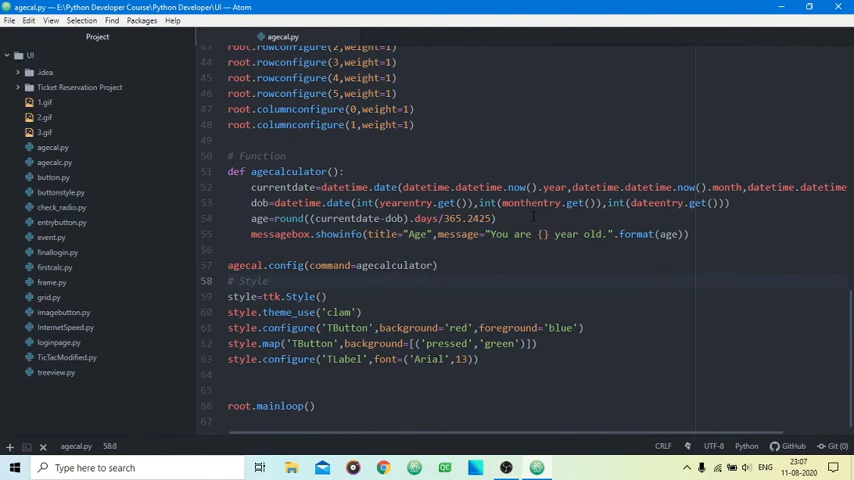 agecal.py — E:\Python Developer Course\Python Developer\UI — Atom
File Edit View Selection Find Packages Help
Project
agecal.py
UI
.idea
Ticket Reservation Project
1.gif
2.gif
3.gif
agecal.py
agecalc.py
button.py
buttonstyle.py
check_radio.py
entrybutton.py
event.py
finallogin.py
firstcalc.py
frame.py
grid.py
imagebutton.py
InternetSpeed.py
loginpage.py
TicTacModified.py
treeview.py
43 root.rowconfigure(2,weight=1)
44 root.rowconfigure(3,weight=1)
45 root.rowconfigure(4,weight=1)
46 root.rowconfigure(5,weight=1)
47 root.columnconfigure(0,weight=1)
48 root.columnconfigure(1,weight=1)
49
50 # Function
51 def agecalculator():
52 currentdate=datetime.date(datetime.datetime.now().year,datetime.datetime.now().month,datetime.datetime
53 dob=datetime.date(int(yearentry.get()),int(monthentry.get()),int(dateentry.get()))
54 age=round((currentdate-dob).days/365.2425)
55 messagebox.showinfo(title="Age",message="You are {} year old.".format(age))
56
57 agecal.config(command=agecalculator)
58 # Style
59 style=ttk.Style()
60 style.theme_use('clam')
61 style.configure('TButton',background='red',foreground='blue')
62 style.map('TButton',background=[('pressed','green')])
63 style.configure('TLabel',font=('Arial',13))
64
65
66 root.mainloop()
67
agecal.py 58:8
CRLF UTF-8 Python GitHub Git (0)
Type here to search
ENG
23:07
11-08-2020